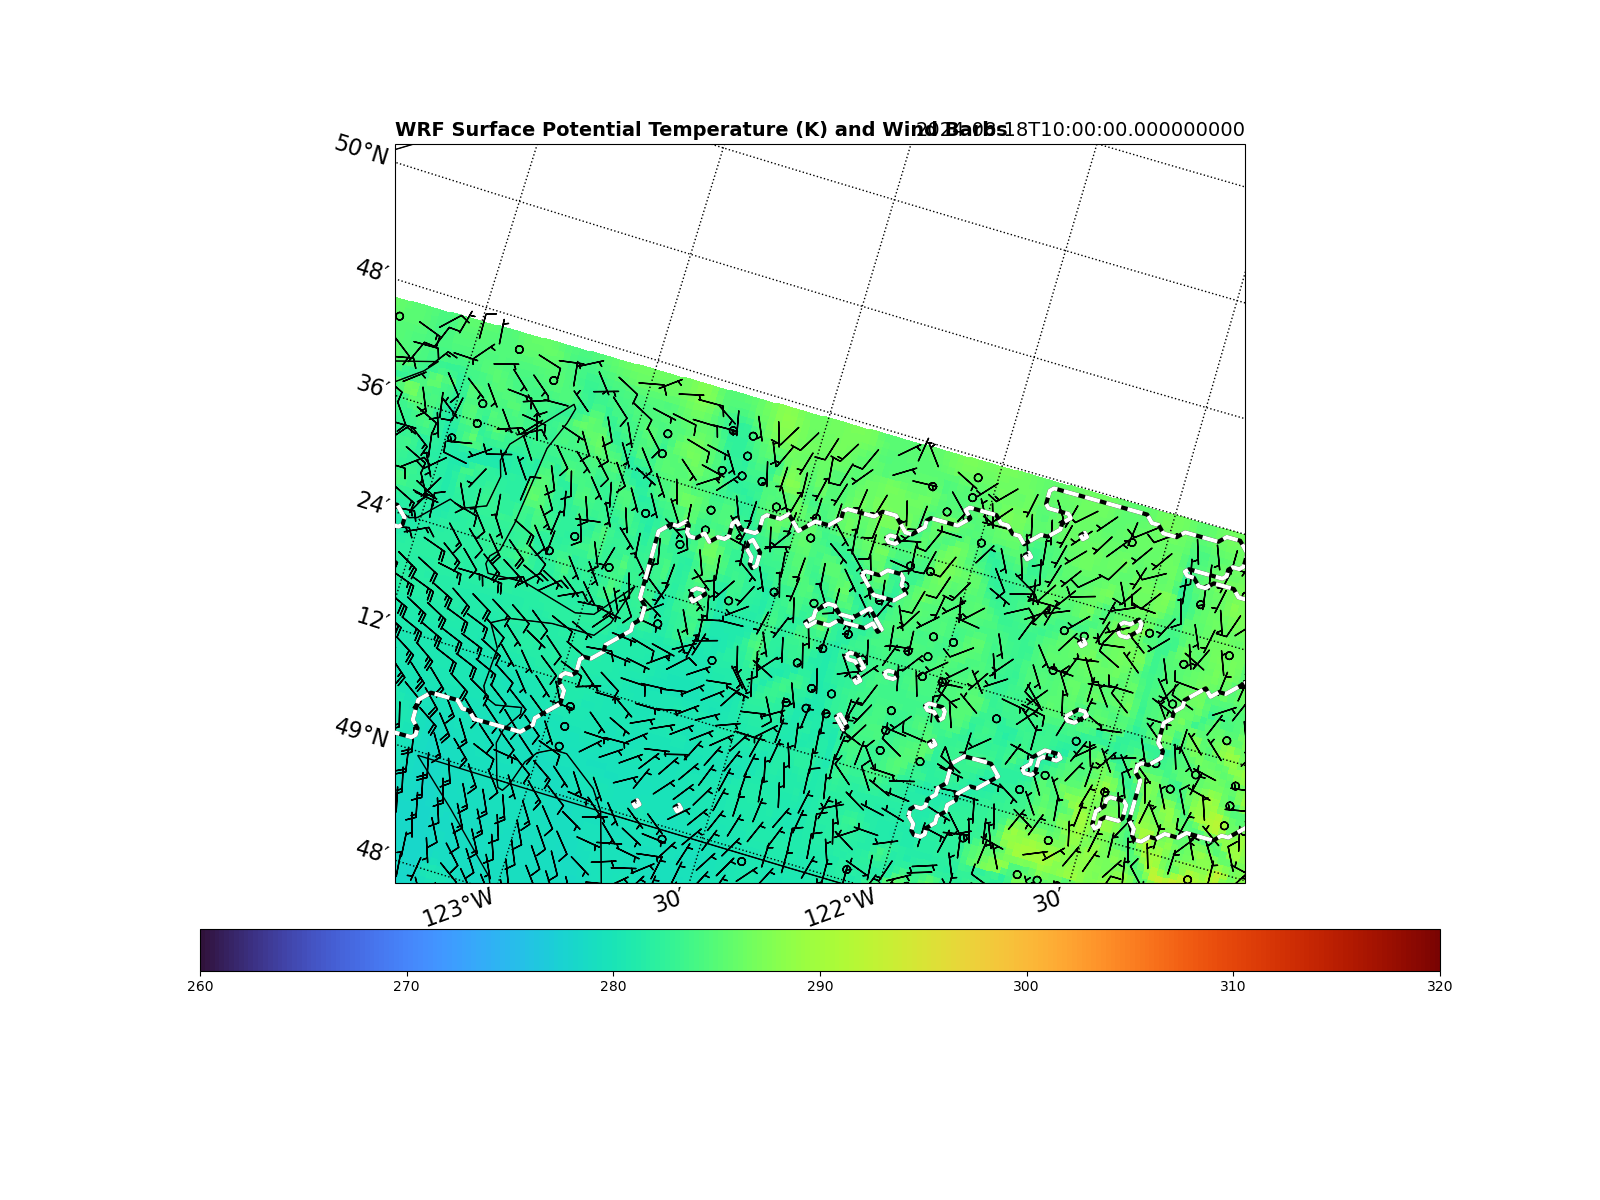 WRF Surface Potential Temperature (K) and Wind Barbs
50°N
48′
36′
24′
12′
49°N
48′
123°W 30′ 122°W 30′
260 270 280 290 300 310 320